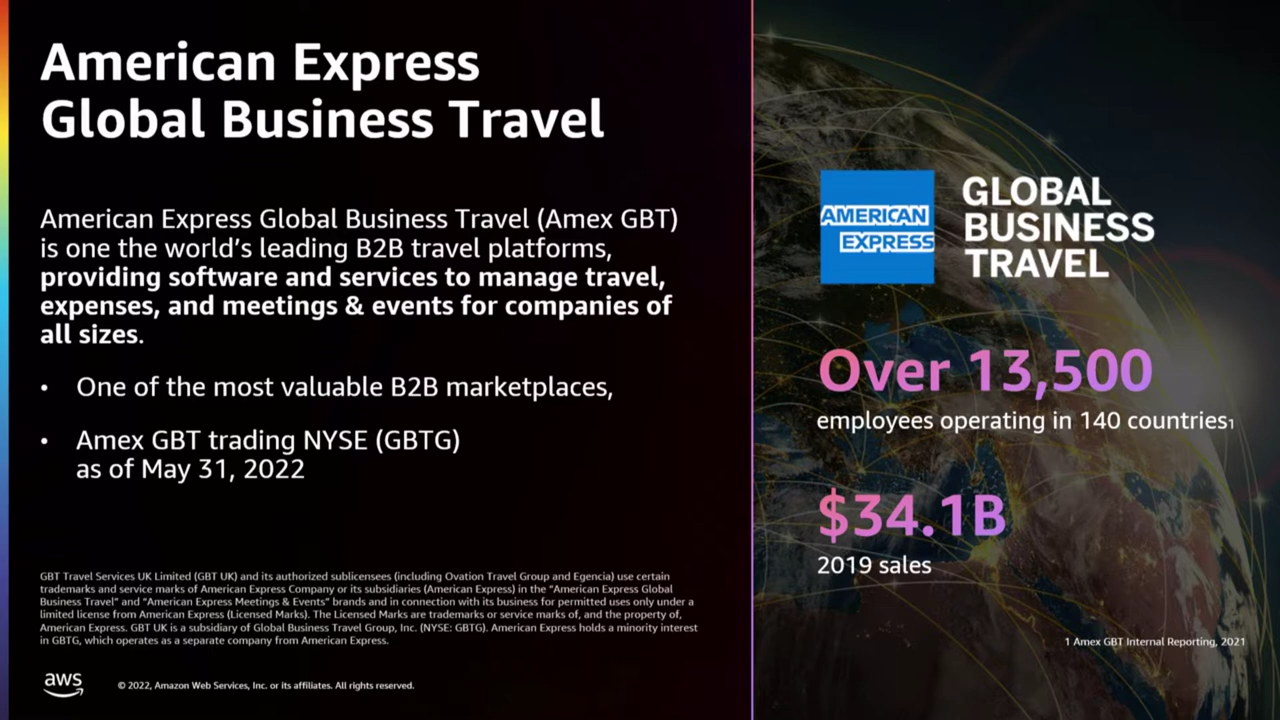 American Express
Global Business Travel
American Express Global Business Travel (Amex GBT)
is one the world’s leading B2B travel platforms,
providing software and services to manage travel,
expenses, and meetings & events for companies of
all sizes.
• One of the most valuable B2B marketplaces,
• Amex GBT trading NYSE (GBTG)
as of May 31, 2022
GBT Travel Services UK Limited (GBT UK) and its authorized sublicensees (including Ovation Travel Group and Egencia) use certain
trademarks and service marks of American Express Company or its subsidiaries (American Express) in the “American Express Global
Business Travel” and “American Express Meetings & Events” brands and in connection with its business for permitted uses only under a
limited license from American Express (Licensed Marks). The Licensed Marks are trademarks or service marks of, and the property of,
American Express. GBT UK is a subsidiary of Global Business Travel Group, Inc. (NYSE: GBTG). American Express holds a minority interest
in GBTG, which operates as a separate company from American Express.
aws
© 2022, Amazon Web Services, Inc. or its affiliates. All rights reserved.
AMERICAN
EXPRESS
GLOBAL
BUSINESS
TRAVEL
Over 13,500
employees operating in 140 countries1
$34.1B
2019 sales
1 Amex GBT Internal Reporting, 2021